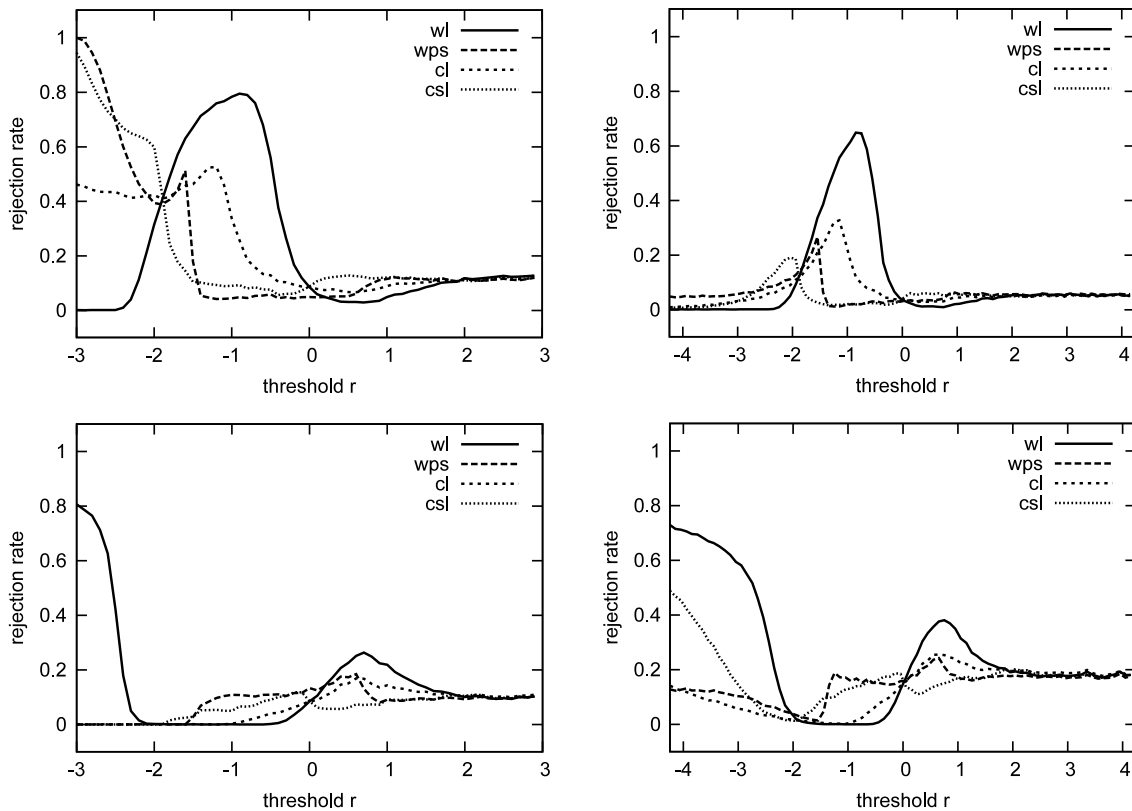 1
0.8
0.6
0.4
0.2
0
rejection rate
wl
wps
cl
csl
-3 -2 -1 0 1 2 3
threshold r
1
0.8
0.6
0.4
0.2
0
rejection rate
wl
wps
cl
csl
-4 -3 -2 -1 0 1 2 3 4
threshold r
1
0.8
0.6
0.4
0.2
0
rejection rate
wl
wps
cl
csl
-3 -2 -1 0 1 2 3
threshold r
1
0.8
0.6
0.4
0.2
0
rejection rate
wl
wps
cl
csl
-4 -3 -2 -1 0 1 2 3 4
threshold r